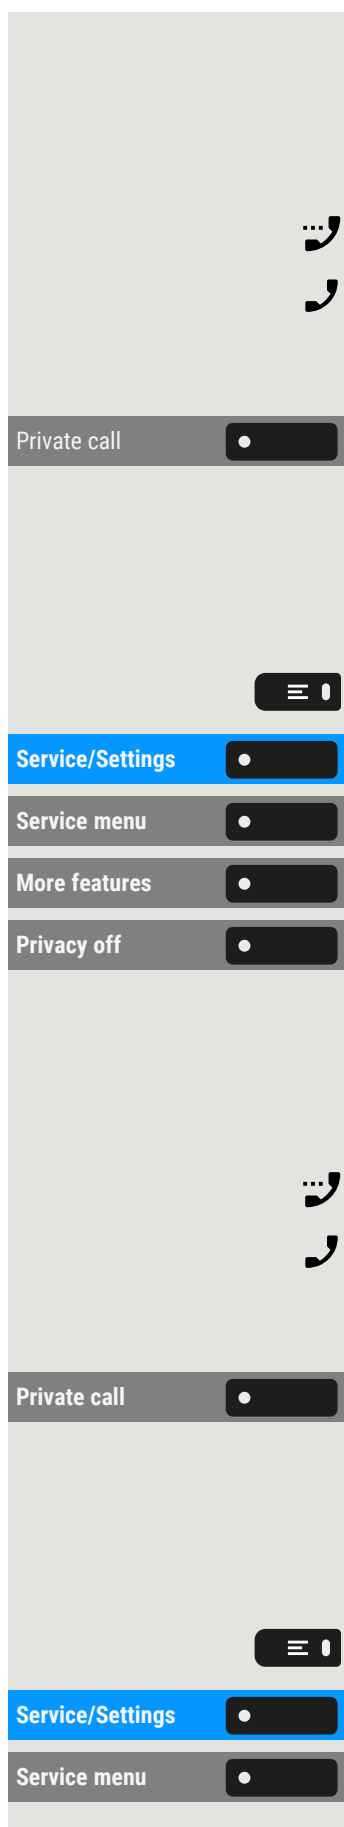 Private call
Service/Settings
Service menu
More features
Privacy off
Private call
Service/Settings
Service menu